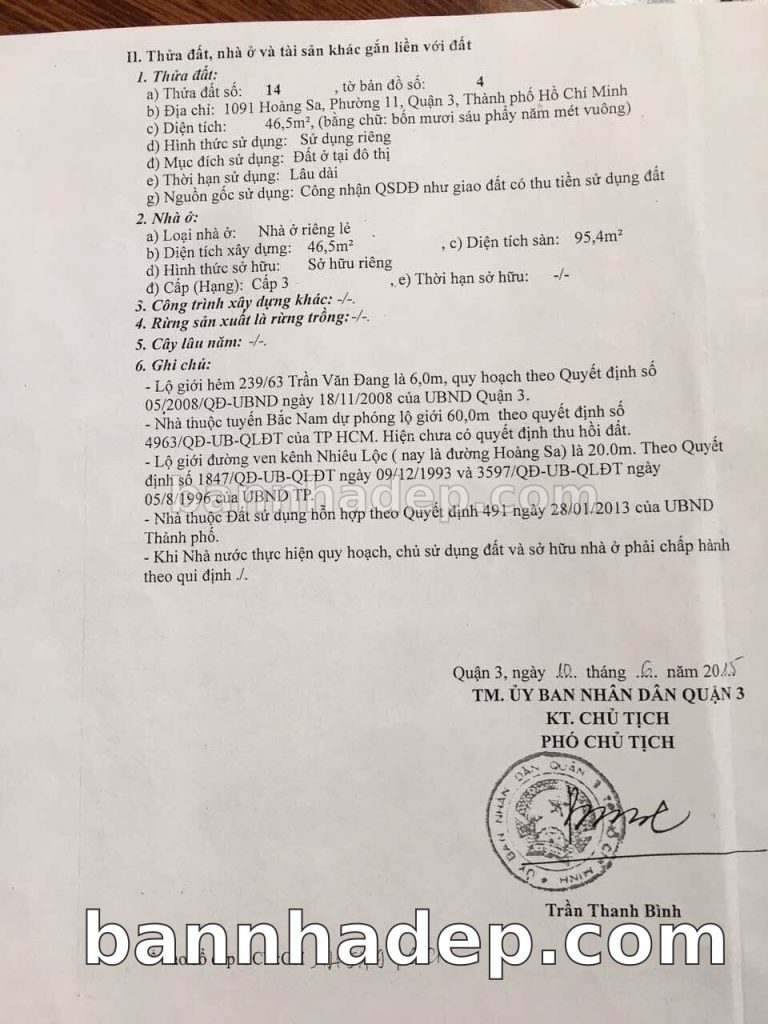 II. Thửa đất, nhà ở và tài sản khác gắn liền với đất
1. Thửa đất:
a) Thửa đất số: 14 , tờ bản đồ số: 4
b) Địa chỉ: 1091 Hoàng Sa, Phường 11, Quận 3, Thành phố Hồ Chí Minh
c) Diện tích: 46,5m², (bằng chữ: bốn mươi sáu phẩy năm mét vuông)
d) Hình thức sử dụng: Sử dụng riêng
đ) Mục đích sử dụng: Đất ở tại đô thị
e) Thời hạn sử dụng: Lâu dài
g) Nguồn gốc sử dụng: Công nhận QSDĐ như giao đất có thu tiền sử dụng đất
2. Nhà ở:
a) Loại nhà ở: Nhà ở riêng lẻ
b) Diện tích xây dựng: 46,5m² , c) Diện tích sàn: 95,4m²
d) Hình thức sở hữu: Sở hữu riêng
đ) Cấp (Hạng): Cấp 3 , e) Thời hạn sở hữu: -/-
3. Công trình xây dựng khác: -/-.
4. Rừng sản xuất là rừng trồng: -/-.
5. Cây lâu năm: -/-.
6. Ghi chú:
- Lộ giới hẻm 239/63 Trần Văn Đang là 6,0m, quy hoạch theo Quyết định số
05/2008/QĐ-UBND ngày 18/11/2008 của UBND Quận 3.
- Nhà thuộc tuyến Bắc Nam dự phóng lộ giới 60,0m theo quyết định số
4963/QĐ-UB-QLĐT của TP HCM. Hiện chưa có quyết định thu hồi đất.
- Lộ giới đường ven kênh Nhiêu Lộc ( nay là đường Hoàng Sa) là 20.0m. Theo Quyết
định số 1847/QĐ-UB-QLĐT ngày 09/12/1993 và 3597/QĐ-UB-QLĐT ngày
05/8/1996 của UBND TP.
bannhadep.com
- Nhà thuộc Đất sử dụng hỗn hợp theo Quyết định 491 ngày 28/01/2013 của UBND
Thành phố.
- Khi Nhà nước thực hiện quy hoạch, chủ sử dụng đất và sở hữu nhà ở phải chấp hành
theo qui định ./.
Quận 3, ngày 10 tháng 6 năm 2015
TM. ỦY BAN NHÂN DÂN QUẬN 3
KT. CHỦ TỊCH
PHÓ CHỦ TỊCH
ỦY BAN NHÂN DÂN QUẬN 3 MINH
Trần Thanh Bình
bannhadep.com